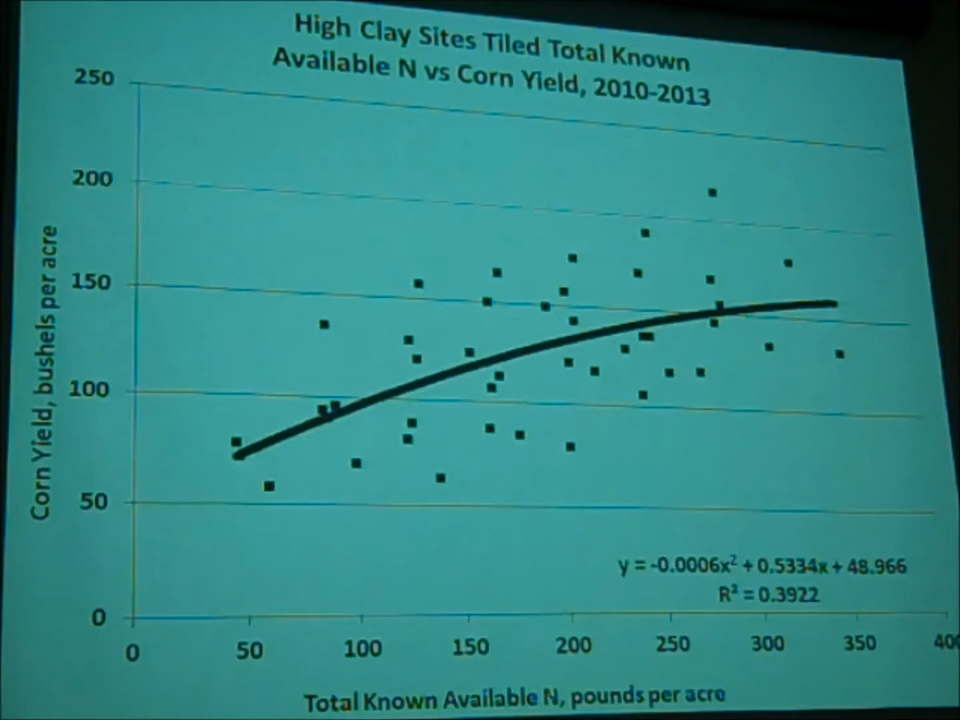 High Clay Sites Tiled Total Known
Available N vs Corn Yield, 2010-2013
250
200
150
100
50
0
Corn Yield, bushels per acre
y = -0.0006x² + 0.5334x + 48.966
R² = 0.3922
0 50 100 150 200 250 300 350 400
Total Known Available N, pounds per acre